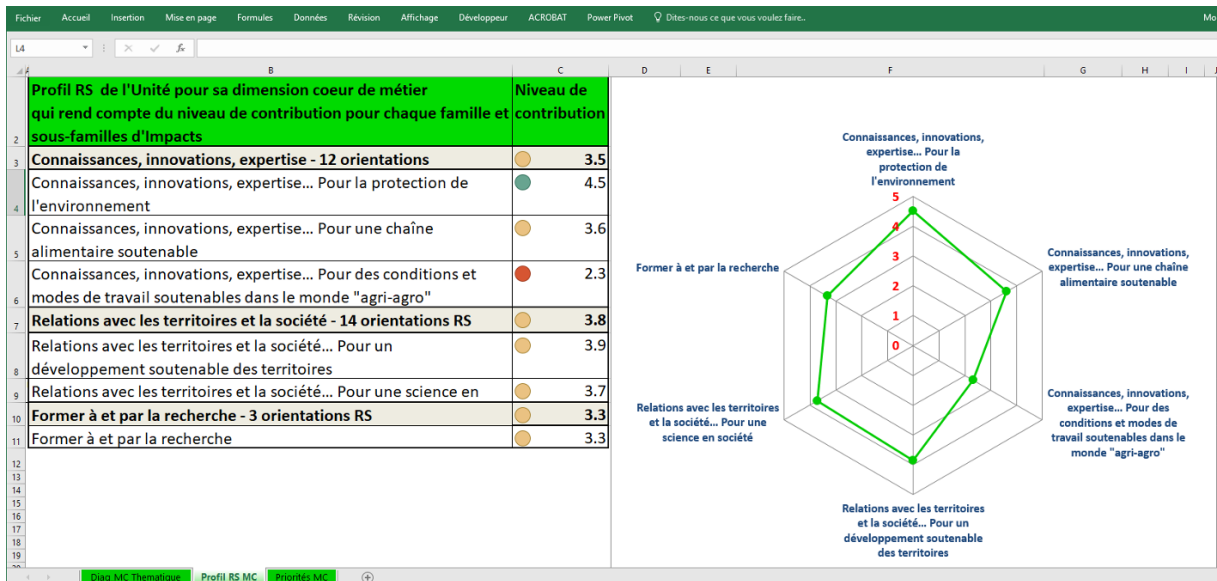 Fichier Accueil Insertion Mise en page Formules Données Révision Affichage Développeur ACROBAT Power Pivot Dites-nous ce que vous voulez faire..
L4 fx
A B C D E F G H I
2 Profil RS de l'Unité pour sa dimension coeur de métier
qui rend compte du niveau de contribution pour chaque famille et
sous-familles d'Impacts
Niveau de
contribution
3 Connaissances, innovations, expertise - 12 orientations 3.5
4 Connaissances, innovations, expertise... Pour la protection de
l'environnement 4.5
5 Connaissances, innovations, expertise... Pour une chaîne
alimentaire soutenable 3.6
6 Connaissances, innovations, expertise... Pour des conditions et
modes de travail soutenables dans le monde "agri-agro" 2.3
7 Relations avec les territoires et la société - 14 orientations RS 3.8
8 Relations avec les territoires et la société... Pour un
développement soutenable des territoires 3.9
9 Relations avec les territoires et la société... Pour une science en 3.7
10 Former à et par la recherche - 3 orientations RS 3.3
11 Former à et par la recherche 3.3
12
13
14
15
16
17
18
19
Connaissances, innovations,
expertise... Pour la
protection de
l'environnement
5
4
3
2
1
0
Connaissances, innovations,
expertise... Pour une chaîne
alimentaire soutenable
Connaissances, innovations,
expertise... Pour des
conditions et modes de
travail soutenables dans le
monde "agri-agro"
Relations avec les territoires
et la société... Pour un
développement soutenable
des territoires
Relations avec les territoires
et la société... Pour une
science en société
Former à et par la recherche
Diag MC Thematique Profil RS MC Priorités MC